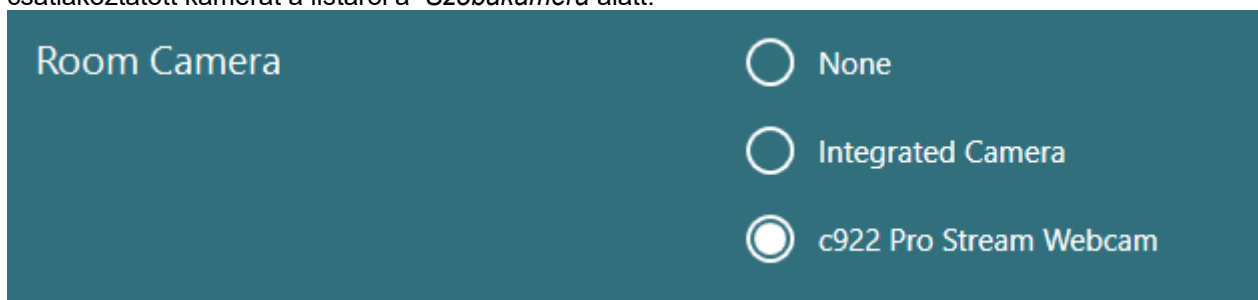 csatlakoztatott kamerát a listáról a "Szobakamera alatt.
Room Camera
None
Integrated Camera
c922 Pro Stream Webcam